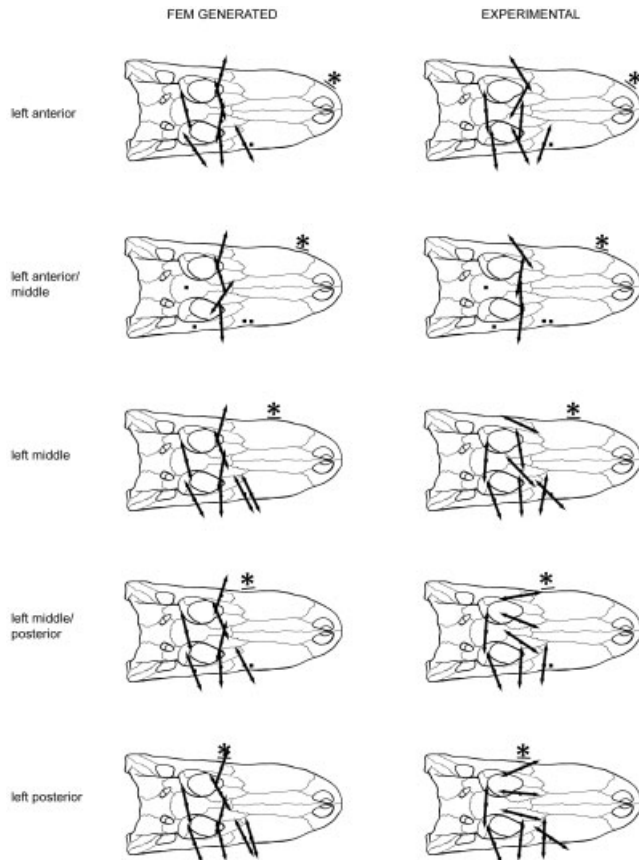 FEM GENERATED EXPERIMENTAL
*
*
left anterior
*
*
left anterior/
middle
*
*
left middle
*
*
left middle/
posterior
*
*
left posterior